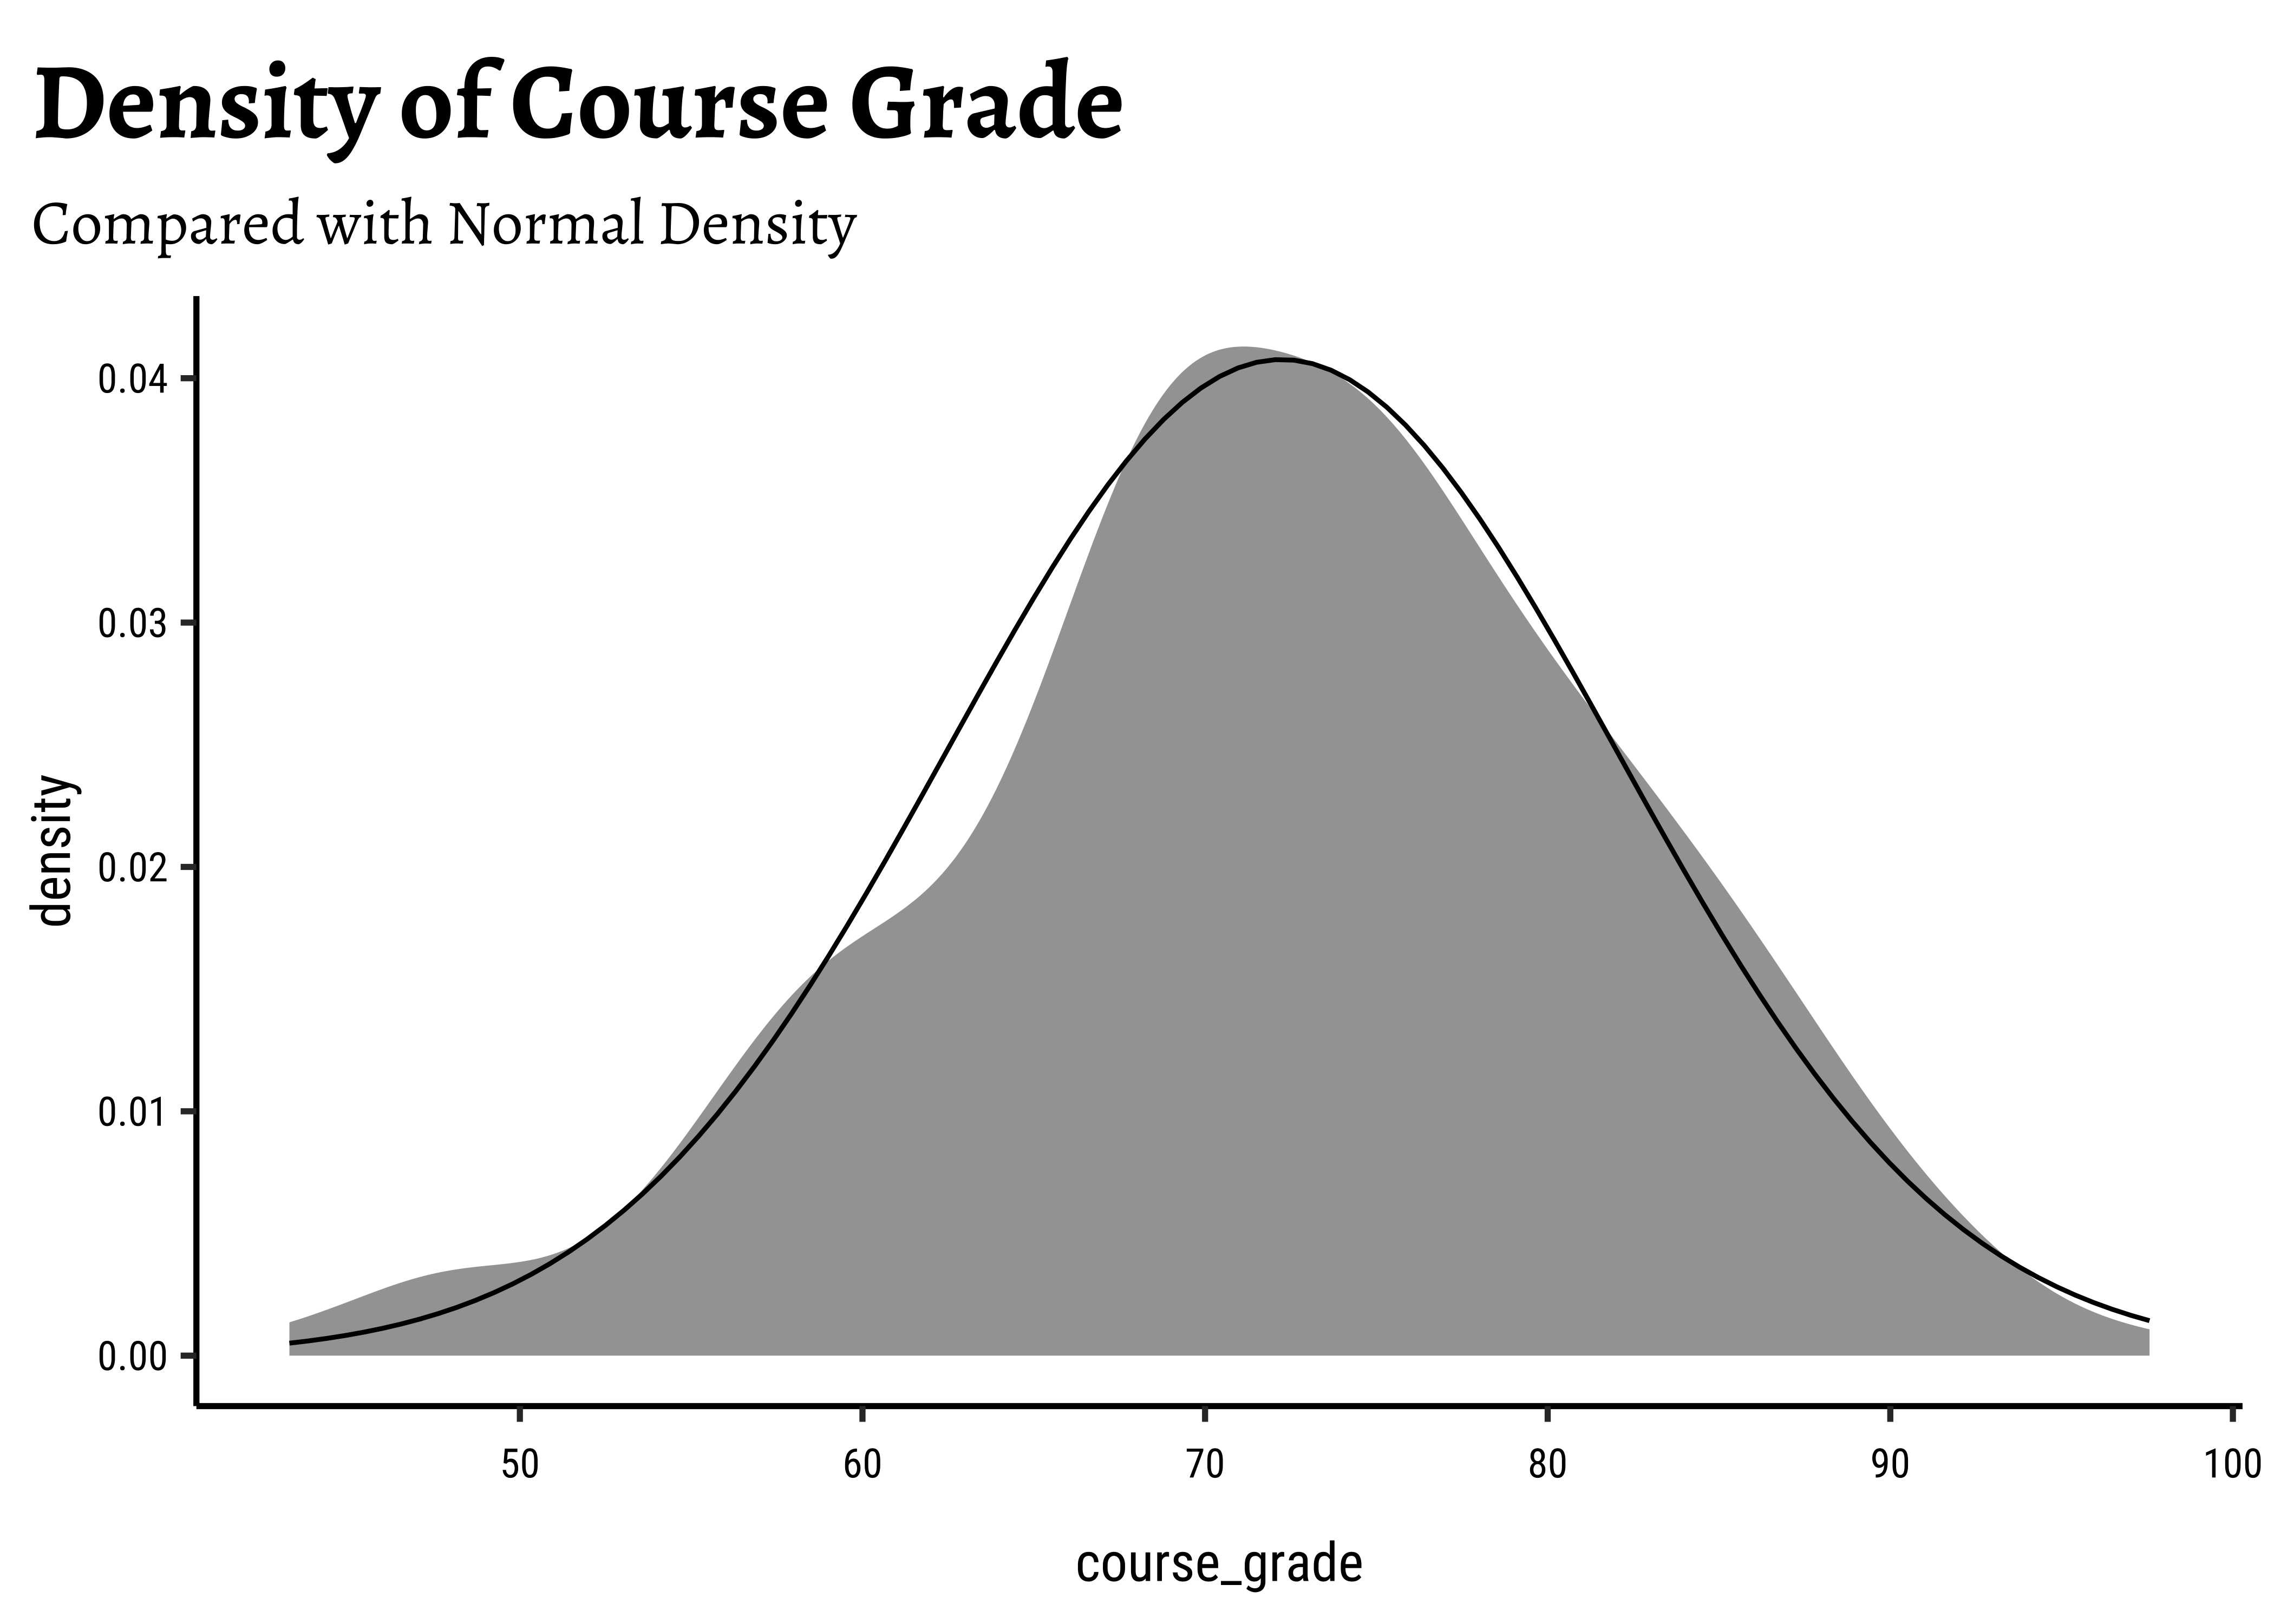 Density of Course Grade
Compared with Normal Density
density
0.04
0.03
0.02
0.01
0.00
50 60 70 80 90 100
course_grade